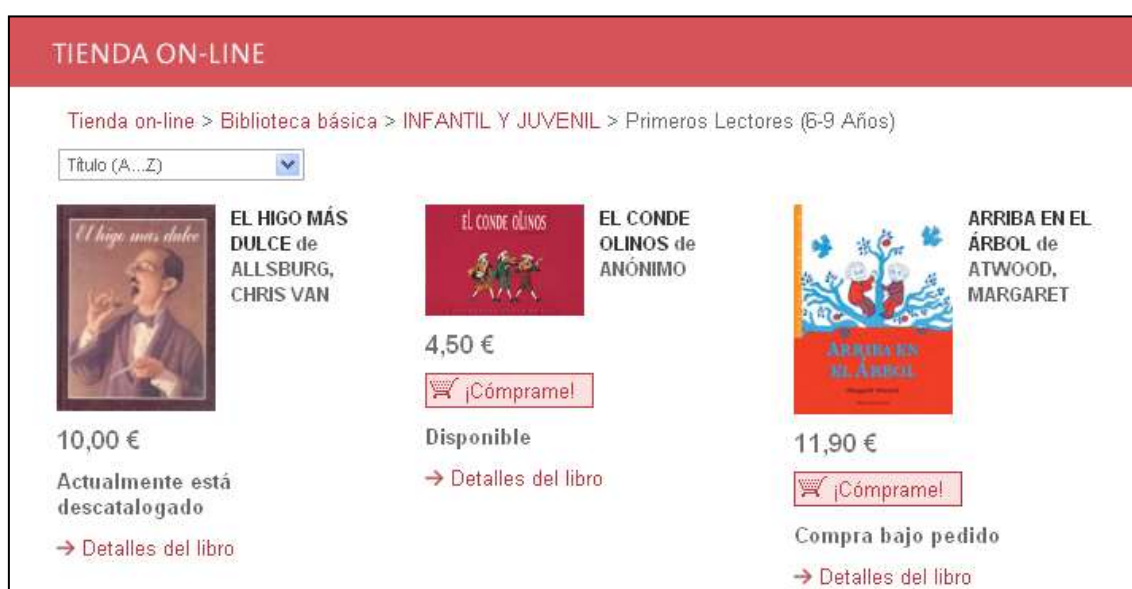 TIENDA ON-LINE
Tienda on-line > Biblioteca básica > INFANTIL Y JUVENIL > Primeros Lectores (6-9 Años)
Título (A...Z)
El higo mas dulce
EL HIGO MÁS
DULCE de
ALLSBURG,
CHRIS VAN
10,00 €
Actualmente está
descatalogado
→ Detalles del libro
EL CONDE OLINOS
EL CONDE
OLINOS de
ANÓNIMO
4,50 €
¡Cómprame!
Disponible
→ Detalles del libro
ARRIBA EN
EL ÁRBOL
ARRIBA EN EL
ÁRBOL de
ATWOOD,
MARGARET
11,90 €
¡Cómprame!
Compra bajo pedido
→ Detalles del libro